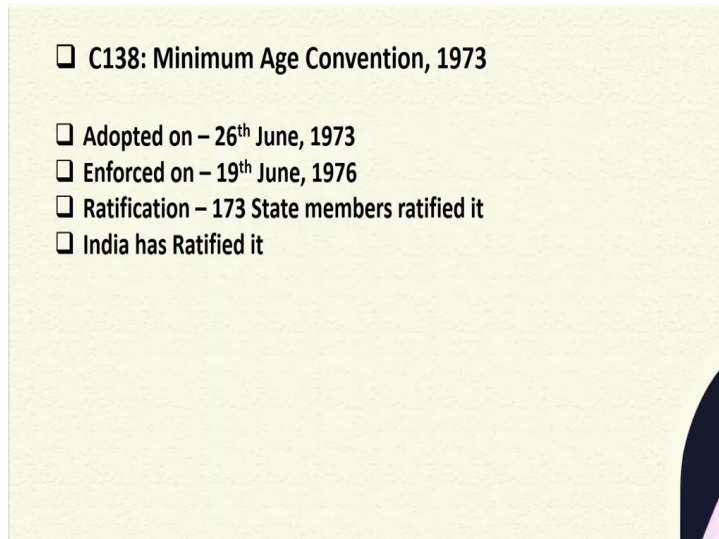 ❑ C138: Minimum Age Convention, 1973
❑ Adopted on – 26th June, 1973
❑ Enforced on – 19th June, 1976
❑ Ratification – 173 State members ratified it
❑ India has Ratified it